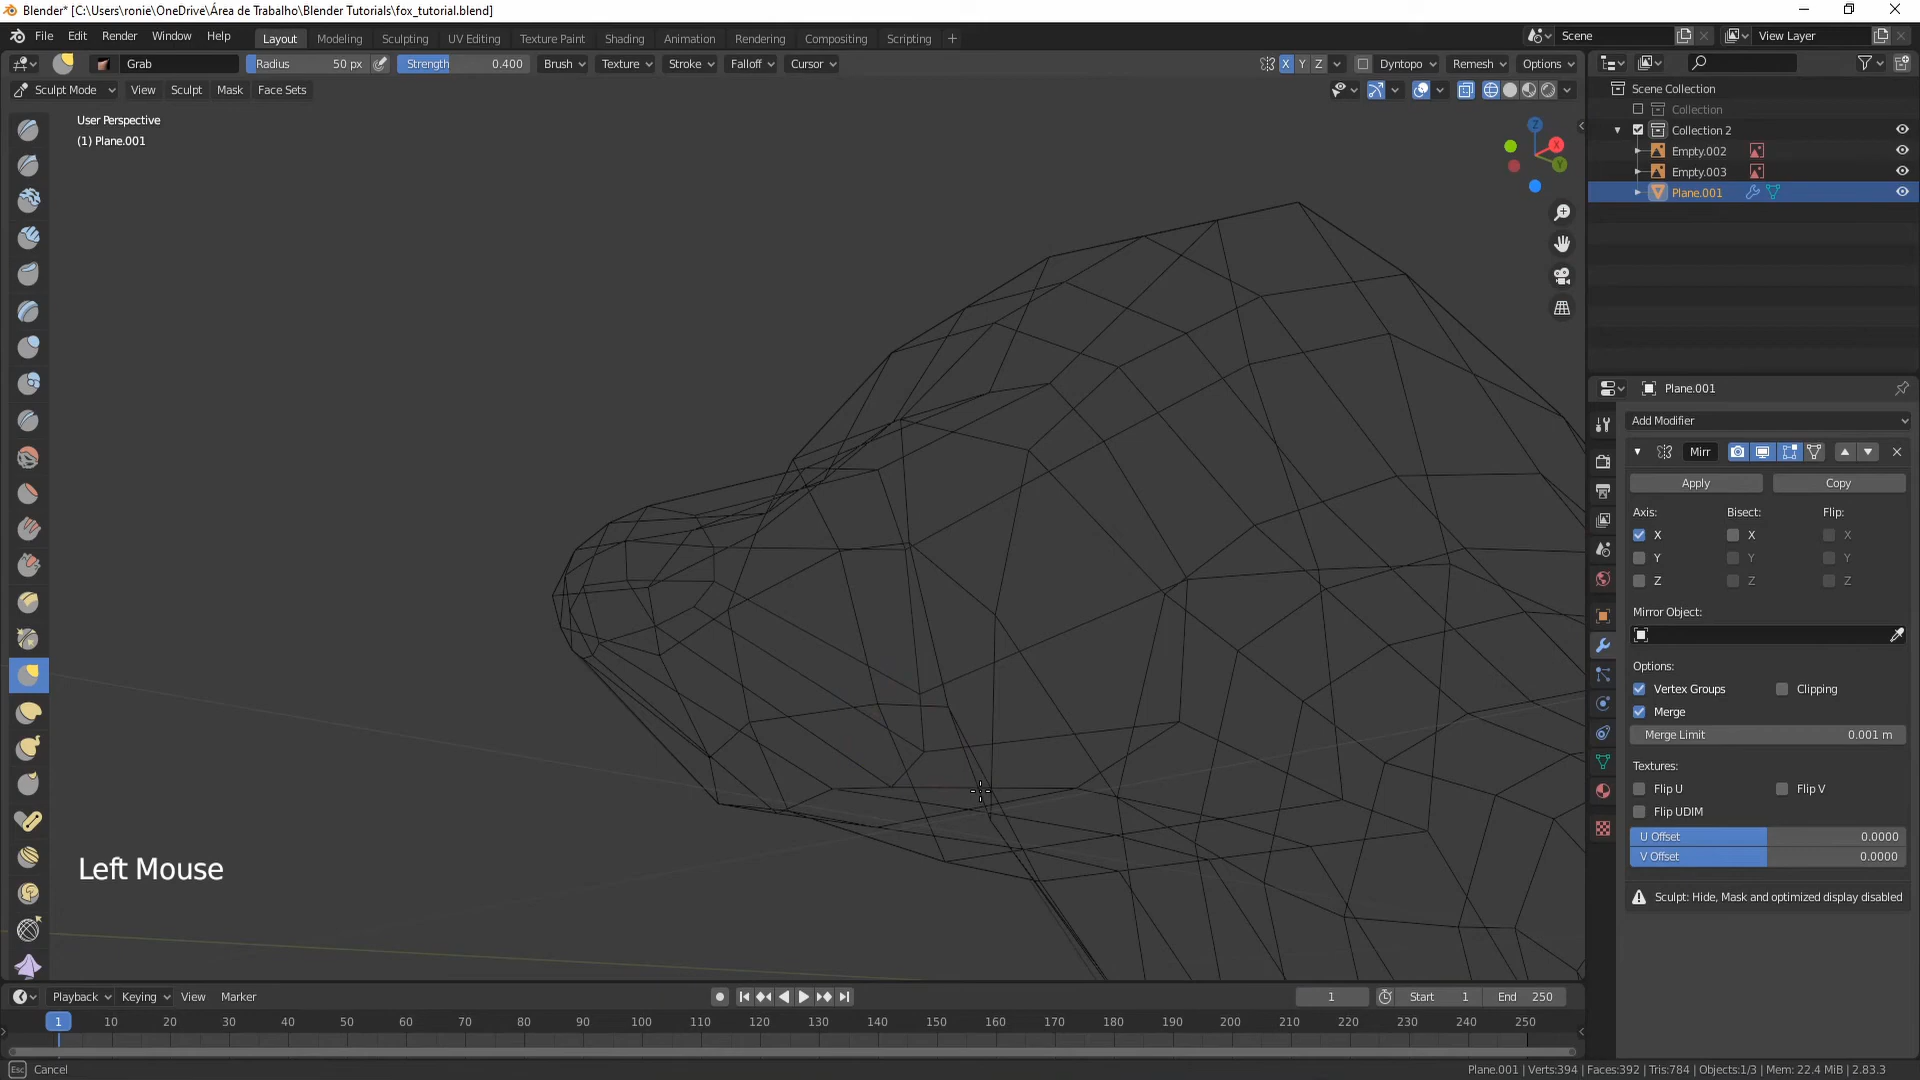 Blender* [C:\Users\ronie\OneDrive\Área de Trabalho\Blender Tutorials\fox_tutorial.blend]
File Edit Render Window Help Layout Modeling Sculpting UV Editing Texture Paint Shading Animation Rendering Compositing Scripting + Scene View Layer
Grab Radius 50 px Strength 0.400 Brush Texture Stroke Falloff Cursor X Y Z Dyntopo Remesh Options
Sculpt Mode View Sculpt Mask Face Sets
Scene Collection
Collection
Collection 2
Empty.002
Empty.003
Plane.001
User Perspective
(1) Plane.001
Z
X
Y
Plane.001
Add Modifier
Mirr
Apply Copy
Axis: Bisect: Flip:
X X X
Y Y Y
Z Z Z
Mirror Object:
Options:
Vertex Groups Clipping
Merge
Merge Limit 0.001 m
Textures:
Flip U Flip V
Flip UDIM
U Offset 0.0000
V Offset 0.0000
Sculpt: Hide, Mask and optimized display disabled
Left Mouse
Playback Keying View Marker 1 Start 1 End 250
1 10 20 30 40 50 60 70 80 90 100 110 120 130 140 150 160 170 180 190 200 210 220 230 240 250
Esc Cancel Plane.001 | Verts:394 | Faces:392 | Tris:784 | Objects:1/3 | Mem: 22.4 MiB | 2.83.3